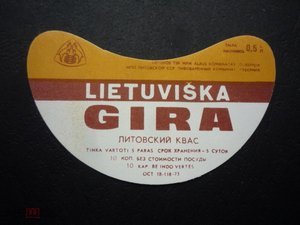 TALPA 0,5 L
LIETUVIŠKA
GIRA
ЛИТОВСКИЙ КВАС
TINKA VARTOTI 5 PARAS СРОК ХРАНЕНИЯ - 5 СУТОК
10 КОП. БЕЗ СТОИМОСТИ ПОСУДЫ
10 KAP. BE INDO VERTĖS
ОСТ 18-118-73